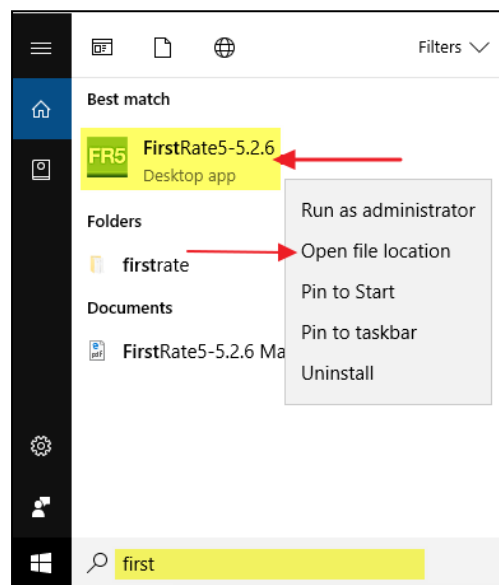 Filters
Best match
FR5
FirstRate5-5.2.6
Desktop app
Run as administrator
Folders
Open file location
firstrate
Pin to Start
Documents
Pin to taskbar
FirstRate5-5.2.6 Ma
Uninstall
first